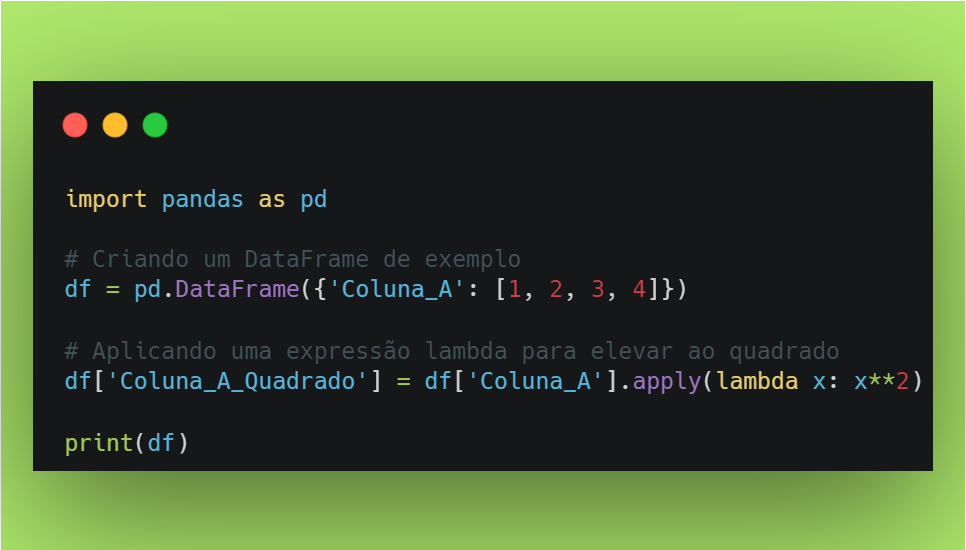 import pandas as pd
# Criando um DataFrame de exemplo
df = pd.DataFrame({'Coluna_A': [1, 2, 3, 4]})
# Aplicando uma expressão lambda para elevar ao quadrado
df['Coluna_A_Quadrado'] = df['Coluna_A'].apply(lambda x: x**2)
print(df)